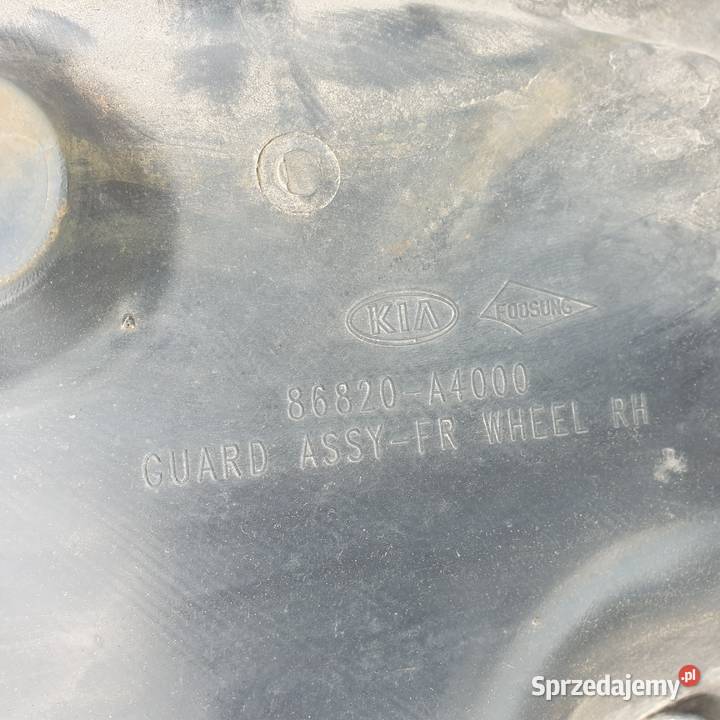 KIA FOOSUNG
86820-A4000
GUARD ASSY-FR WHEEL RH
Sprzedajemy.pl